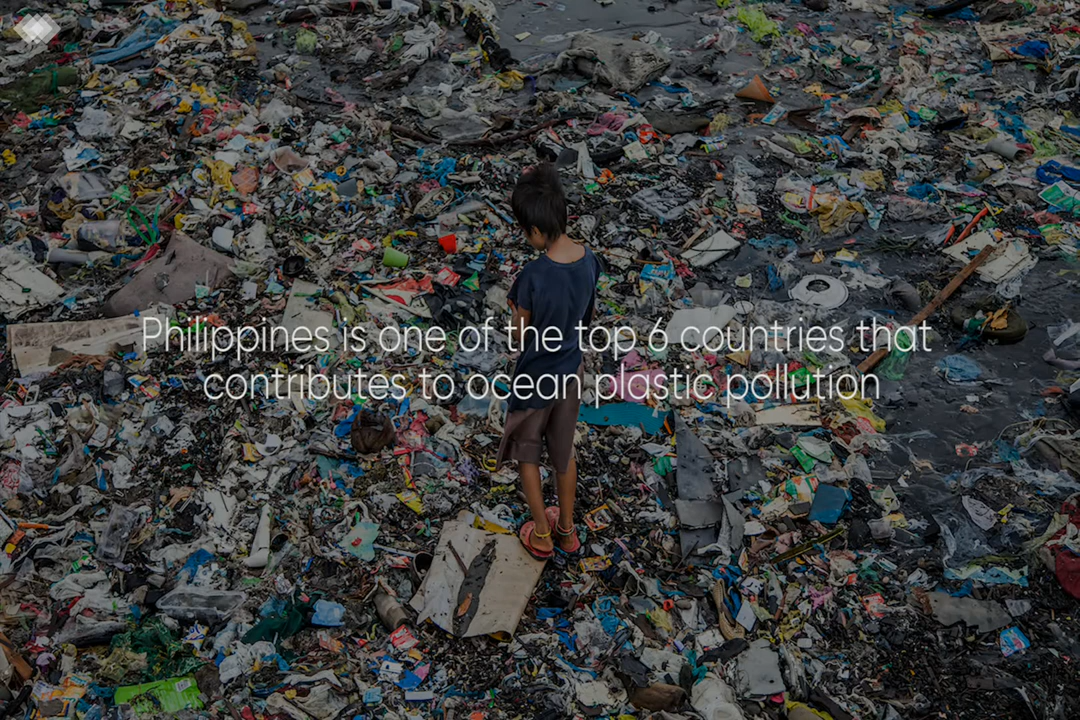 Philippines is one of the top 6 countries that
contributes to ocean plastic pollution